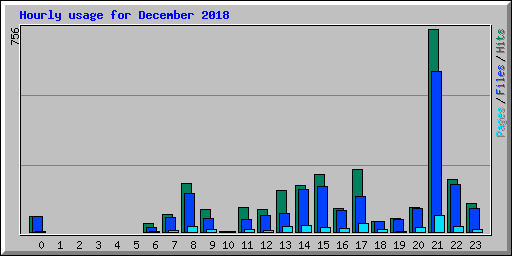 Hourly usage for December 2018
756
Pages/Files/Hits
0 1 2 3 4 5 6 7 8 9 10 11 12 13 14 15 16 17 18 19 20 21 22 23